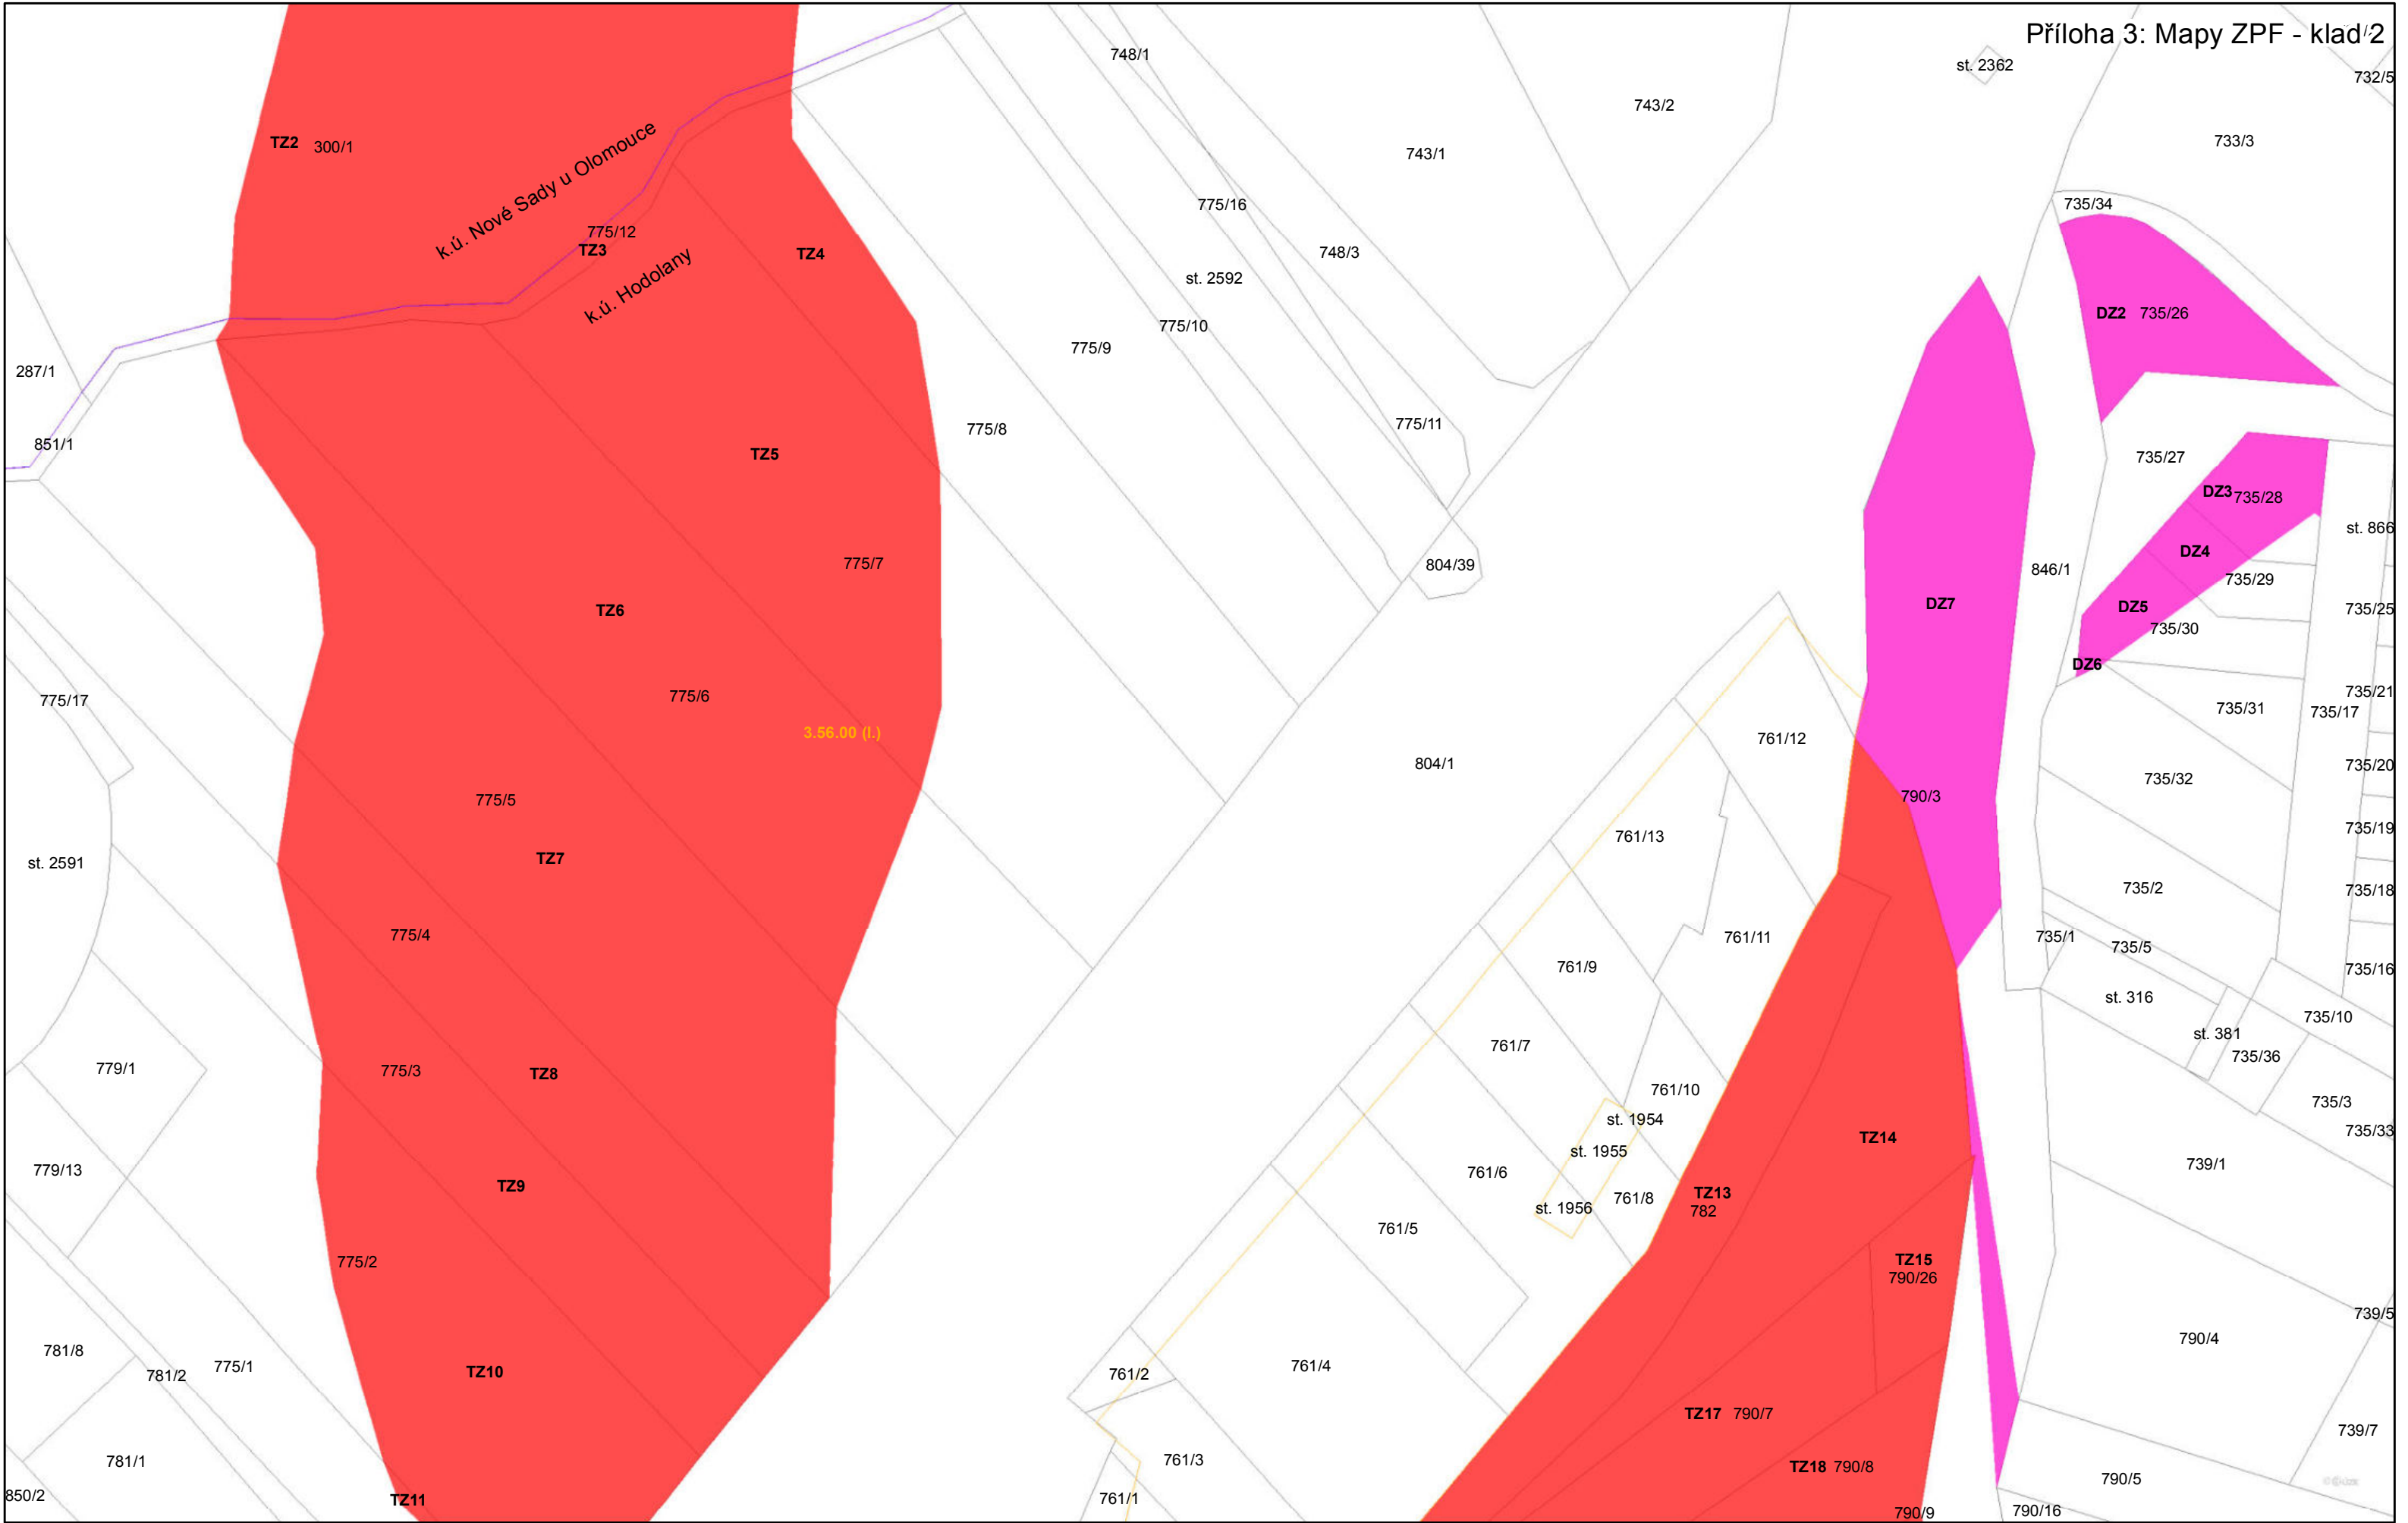 Příloha 3: Mapy ZPF - klad 2
748/1
st. 2362
732/5
743/2
733/3
TZ2 300/1
743/1
k.ú. Nové Sady u Olomouce
775/16
735/34
775/12
TZ3
TZ4
748/3
k.ú. Hodolany
st. 2592
DZ2 735/26
775/10
775/9
287/1
775/11
775/8
851/1
TZ5
735/27
DZ3 735/28
st. 866
DZ4
775/7
804/39
846/1
735/29
TZ6
DZ7
DZ5
735/25
735/30
DZ6
775/17
775/6
735/21
735/31
735/17
3.56.00 (I.)
761/12
804/1
735/20
735/32
775/5
790/3
761/13
735/19
st. 2591
TZ7
735/2
735/18
775/4
761/11
735/1
735/5
761/9
735/16
st. 316
735/10
st. 381
761/7
735/36
779/1
775/3
TZ8
761/10
735/3
st. 1954
735/33
TZ14
st. 1955
779/13
761/6
739/1
TZ9
TZ13
761/8
782
st. 1956
761/5
775/2
TZ15
790/26
739/5
790/4
781/8
775/1
761/4
781/2
TZ10
761/2
TZ17 790/7
739/7
781/1
761/3
TZ18 790/8
790/5
850/2
TZ11
761/1
790/9
790/16